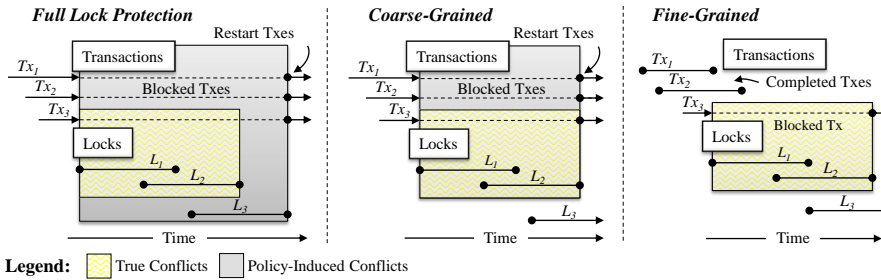 Full Lock Protection
Restart Txes
Transactions
Tx1
Tx2
Blocked Txes
Tx3
Locks
L1
L2
L3
Time
Coarse-Grained
Restart Txes
Transactions
Tx1
Tx2
Blocked Txes
Tx3
Locks
L1
L2
L3
Time
Fine-Grained
Transactions
Tx1
Tx2
Completed Txes
Tx3
Blocked Tx
Locks
L1
L2
L3
Time
Legend: True Conflicts Policy-Induced Conflicts